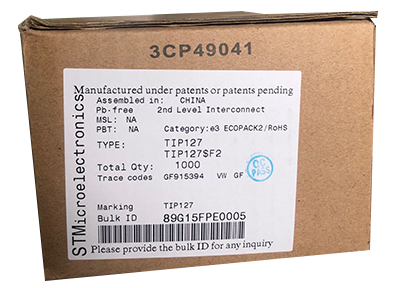 3CP49041
Manufactured under patents or patents pending
Assembled in: CHINA
Pb-free 2nd Level Interconnect
MSL: NA
PBT: NA Category:e3 ECOPACK2/RoHS
TYPE: TIP127
TIP127$F2
Total Qty: 1000
Trace codes GF915394 VW GF
QC
PASS
Marking TIP127
Bulk ID 89G15FPE0005
Please provide the bulk ID for any inquiry
STMicroelectronics